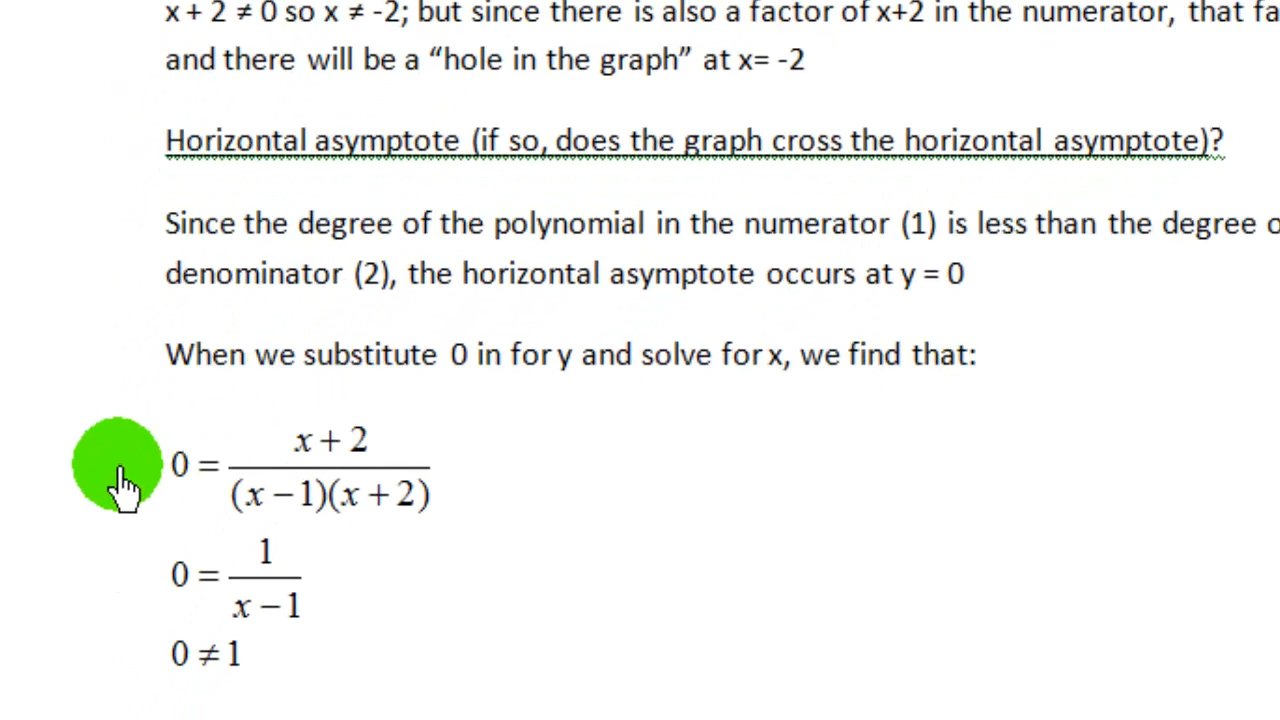 x + 2 ≠ 0 so x ≠ -2; but since there is also a factor of x+2 in the numerator, that
and there will be a “hole in the graph” at x= -2
Horizontal asymptote (if so, does the graph cross the horizontal asymptote)?
Since the degree of the polynomial in the numerator (1) is less than the degree
denominator (2), the horizontal asymptote occurs at y = 0
When we substitute 0 in for y and solve for x, we find that:
0 = \frac{x+2}{(x-1)(x+2)}
0 = \frac{1}{x-1}
0 ≠ 1